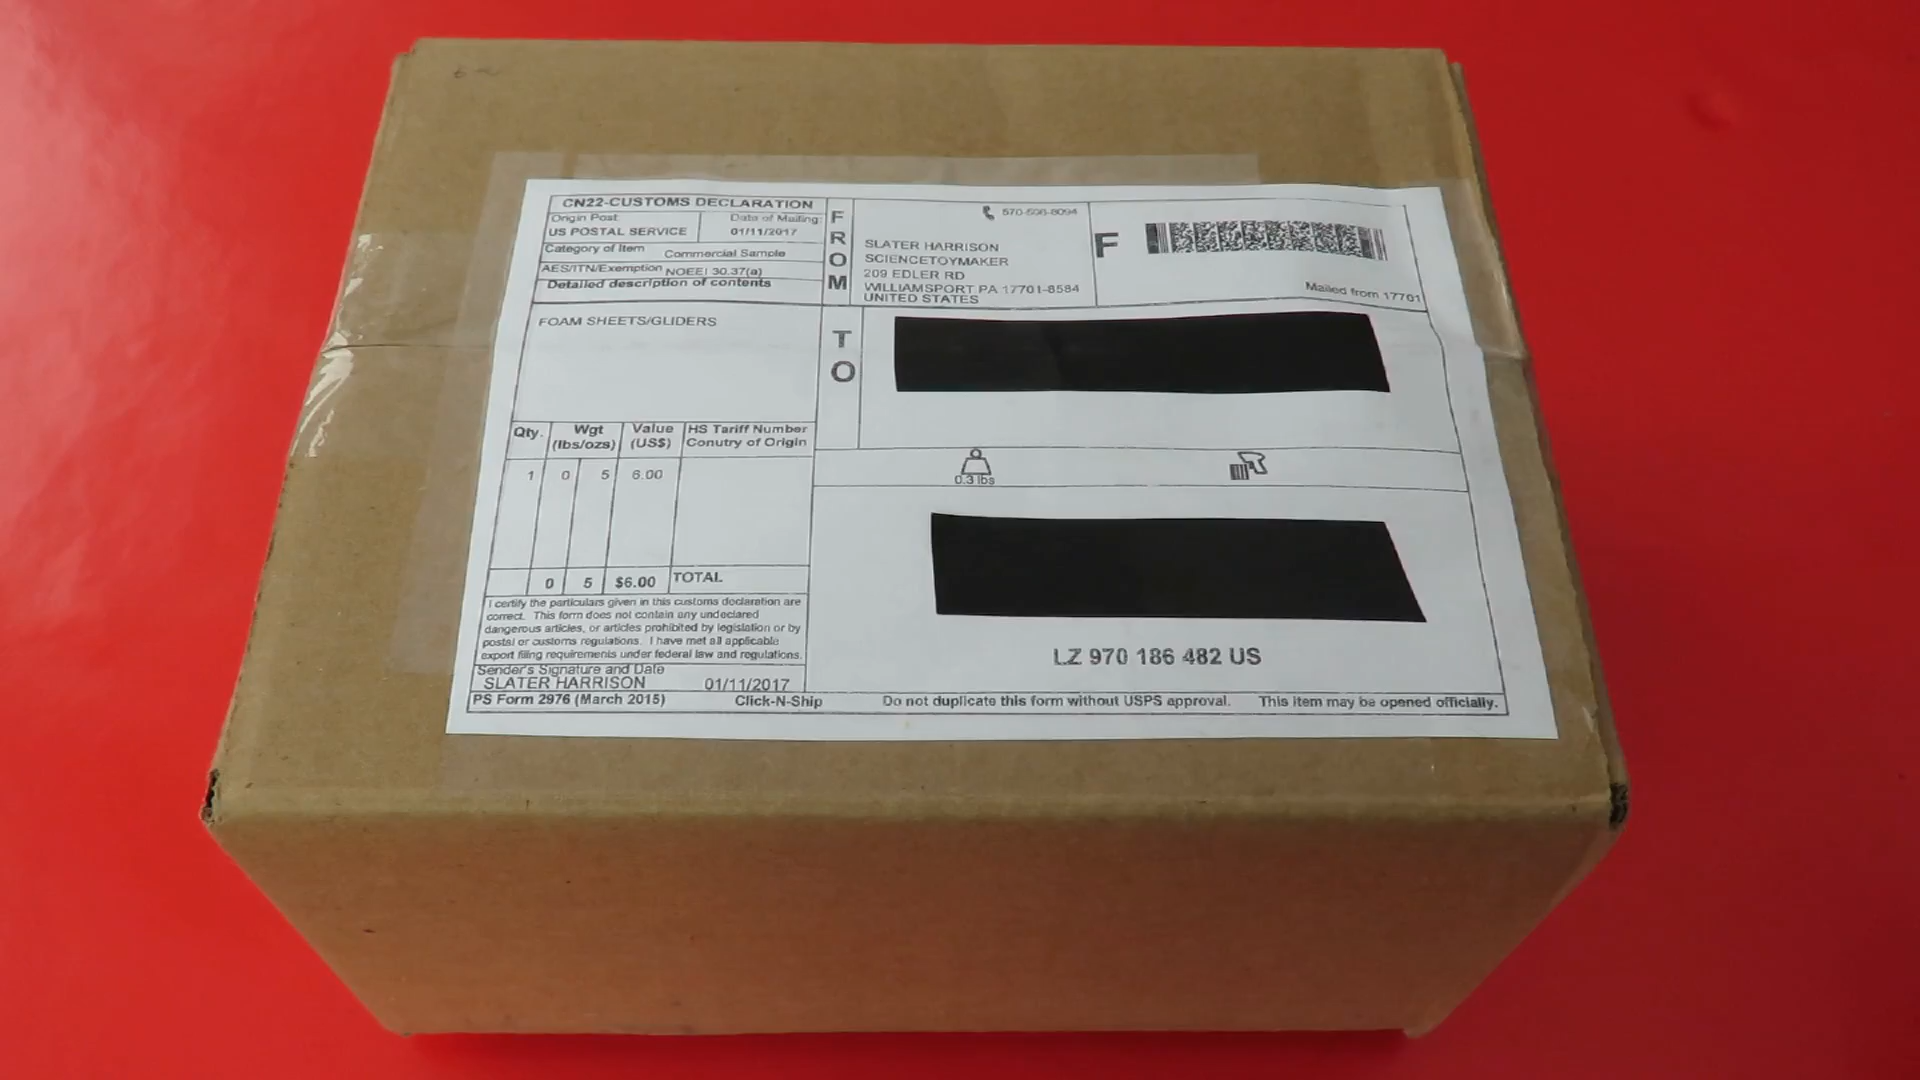 CN22-CUSTOMS DECLARATION
Origin Post:
US POSTAL SERVICE
Date of Mailing:
01/11/2017
Category of Item Commercial Sample
AES/ITN/Exemption NOEEI 30.37(a)
Detailed description of contents
FOAM SHEETS/GLIDERS
Qty.
Wgt
(lbs/ozs)
Value
(US$)
HS Tariff Number
Conutry of Origin
1 0 5 6.00
0 5 $6.00 TOTAL
I certify the particulars given in this customs declaration are
correct. This form does not contain any undeclared
dangerous articles, or articles prohibited by legislation or by
postal or customs regulations. I have met all applicable
export filing requirements under federal law and regulations.
Sender's Signature and Date
SLATER HARRISON 01/11/2017
PS Form 2976 (March 2015) Click-N-Ship Do not duplicate this form without USPS approval. This item may be opened officially.
FROM
SLATER HARRISON
SCIENCETOYMAKER
209 EDLER RD
WILLIAMSPORT PA 17701-8584
UNITED STATES
F
Mailed from 17701
TO
0.3 lbs
LZ 970 186 482 US